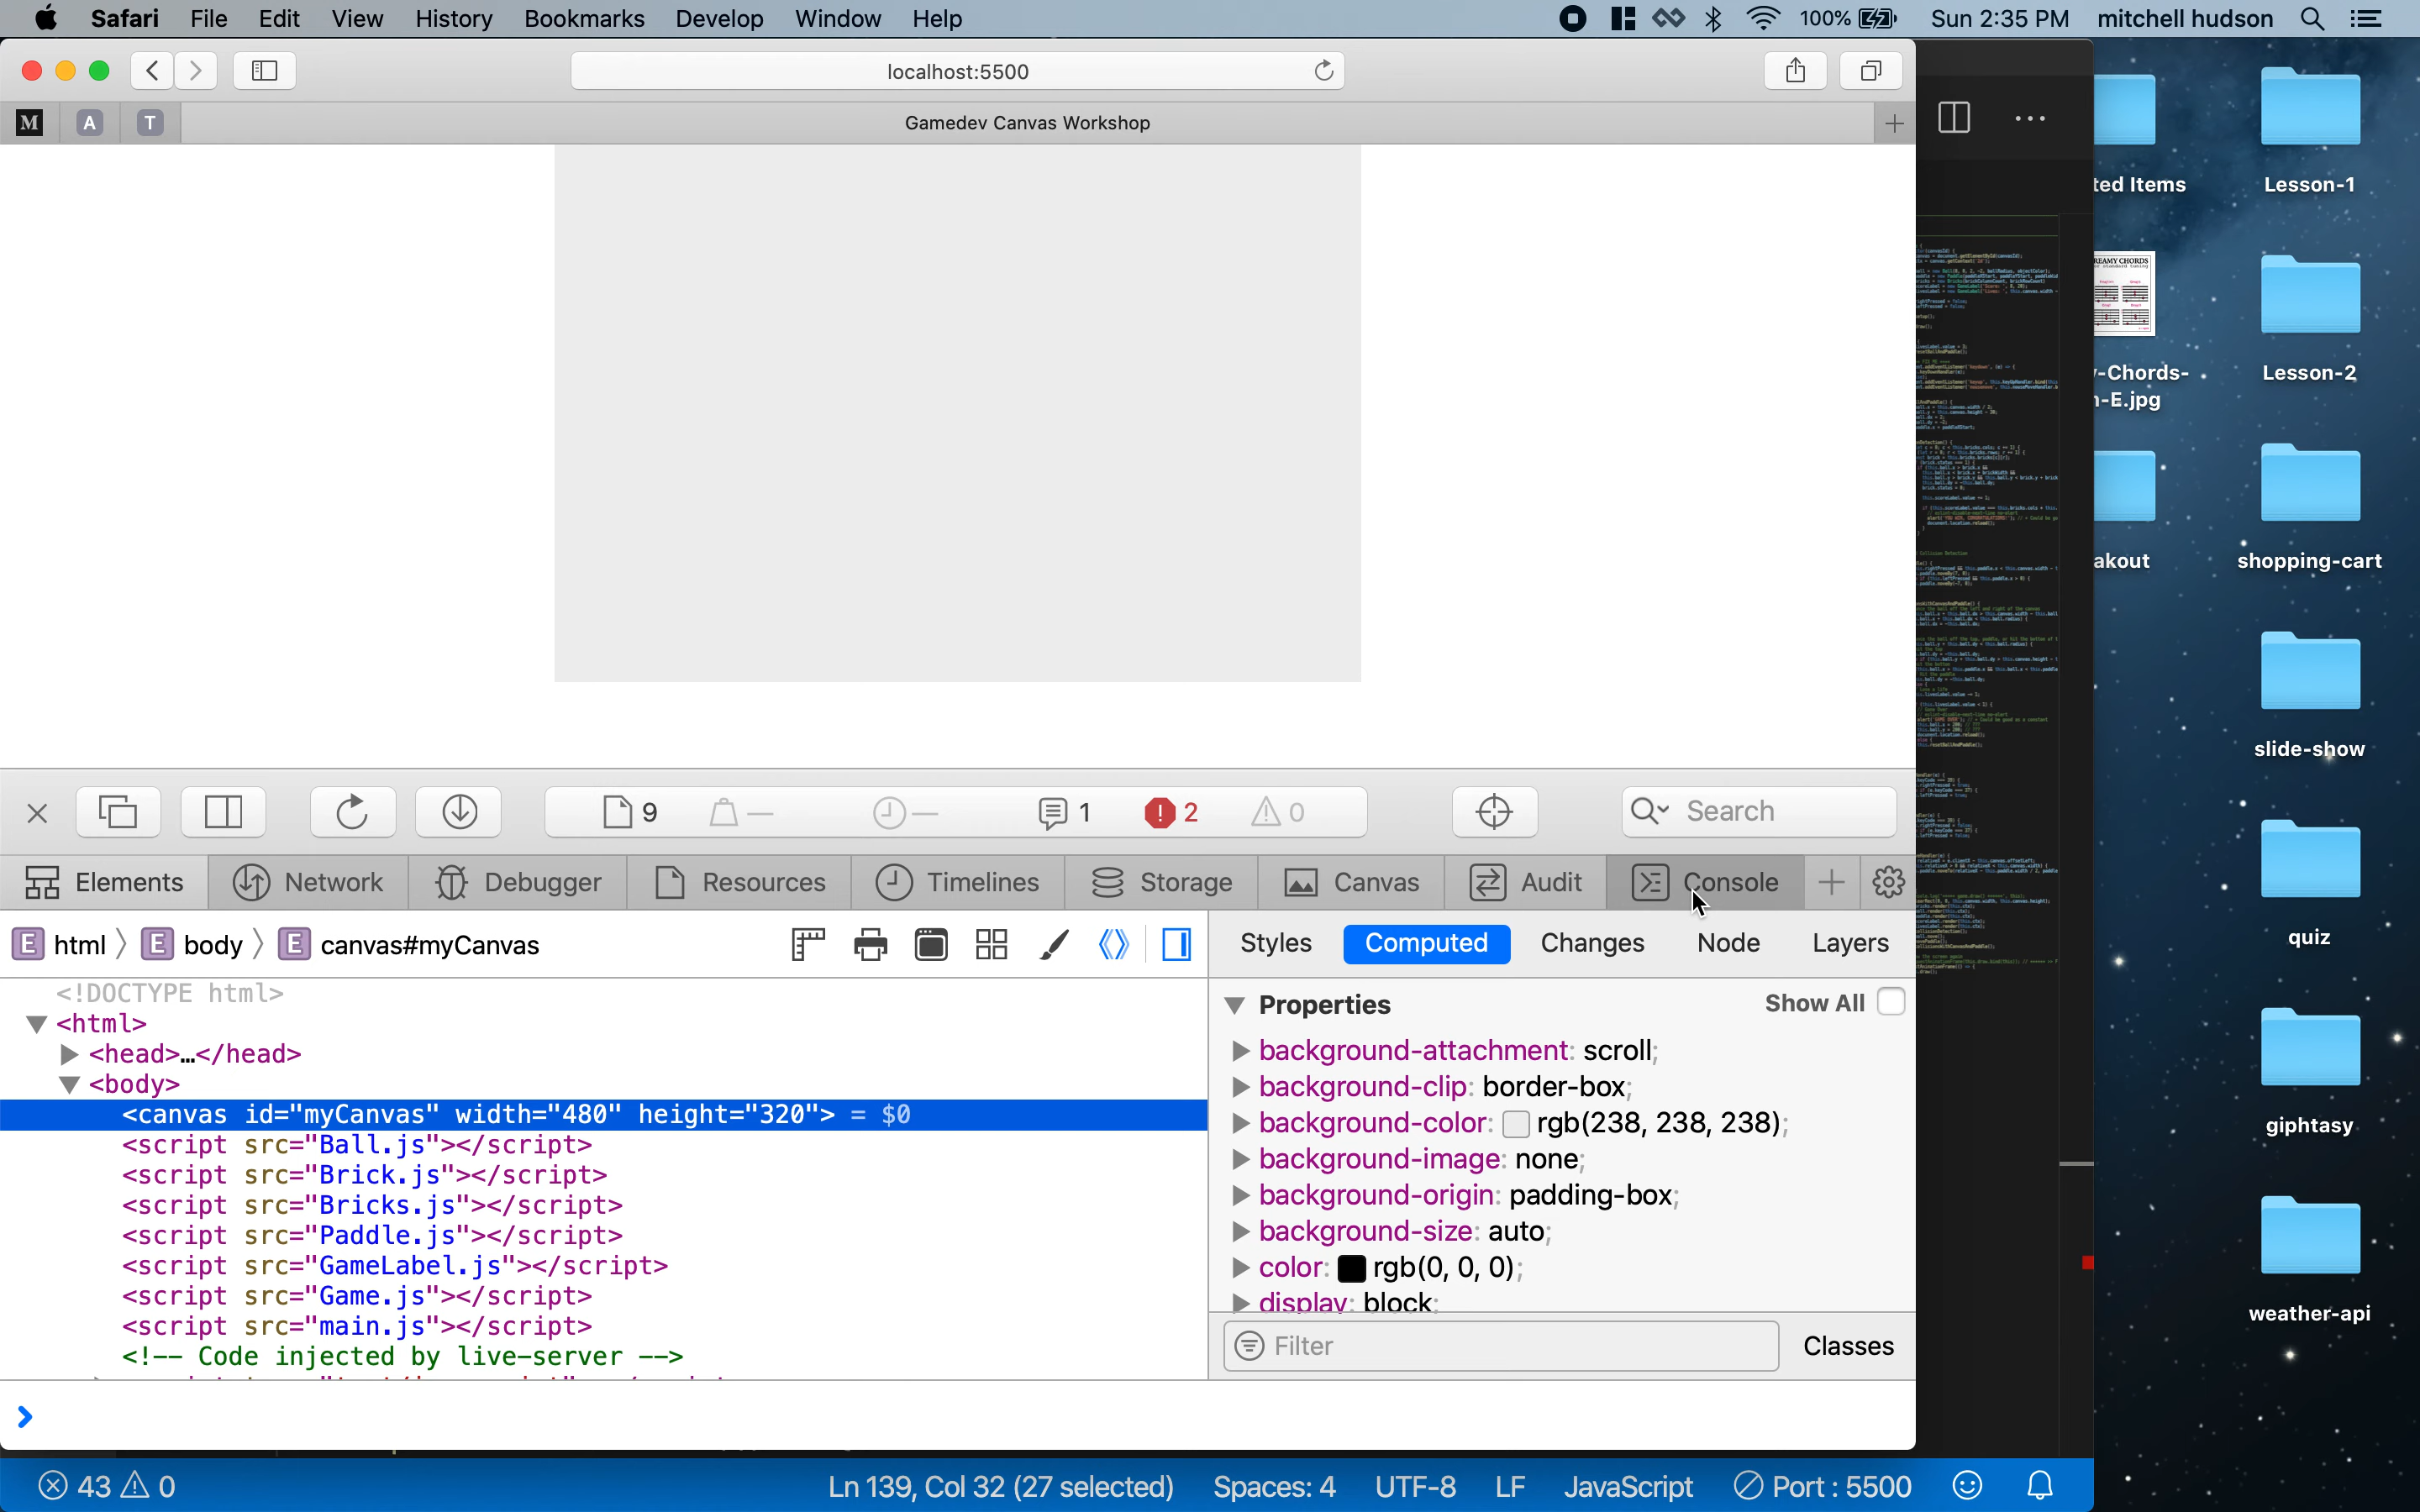 Safari File Edit View History Bookmarks Develop Window Help 100% Sun 2:35 PM mitchell hudson
localhost:5500
M A T Gamedev Canvas Workshop
ted Items
Lesson-1
REAMY CHORDS
y-Chords-
n-E.jpg
Lesson-2
akout
shopping-cart
slide-show
quiz
giphtasy
weather-api
9 — — 1 2 0 Search
Elements Network Debugger Resources Timelines Storage Canvas Audit Console
E html E body E canvas#myCanvas
Styles Computed Changes Node Layers
<!DOCTYPE html>
<html>
<head>…</head>
<body>
<canvas id="myCanvas" width="480" height="320"> = $0
<script src="Ball.js"></script>
<script src="Brick.js"></script>
<script src="Bricks.js"></script>
<script src="Paddle.js"></script>
<script src="GameLabel.js"></script>
<script src="Game.js"></script>
<script src="main.js"></script>
<!-- Code injected by live-server -->
Properties Show All
background-attachment: scroll;
background-clip: border-box;
background-color: rgb(238, 238, 238);
background-image: none;
background-origin: padding-box;
background-size: auto;
color: rgb(0, 0, 0);
display: block;
Filter Classes
43 0 Ln 139, Col 32 (27 selected) Spaces: 4 UTF-8 LF JavaScript Port : 5500